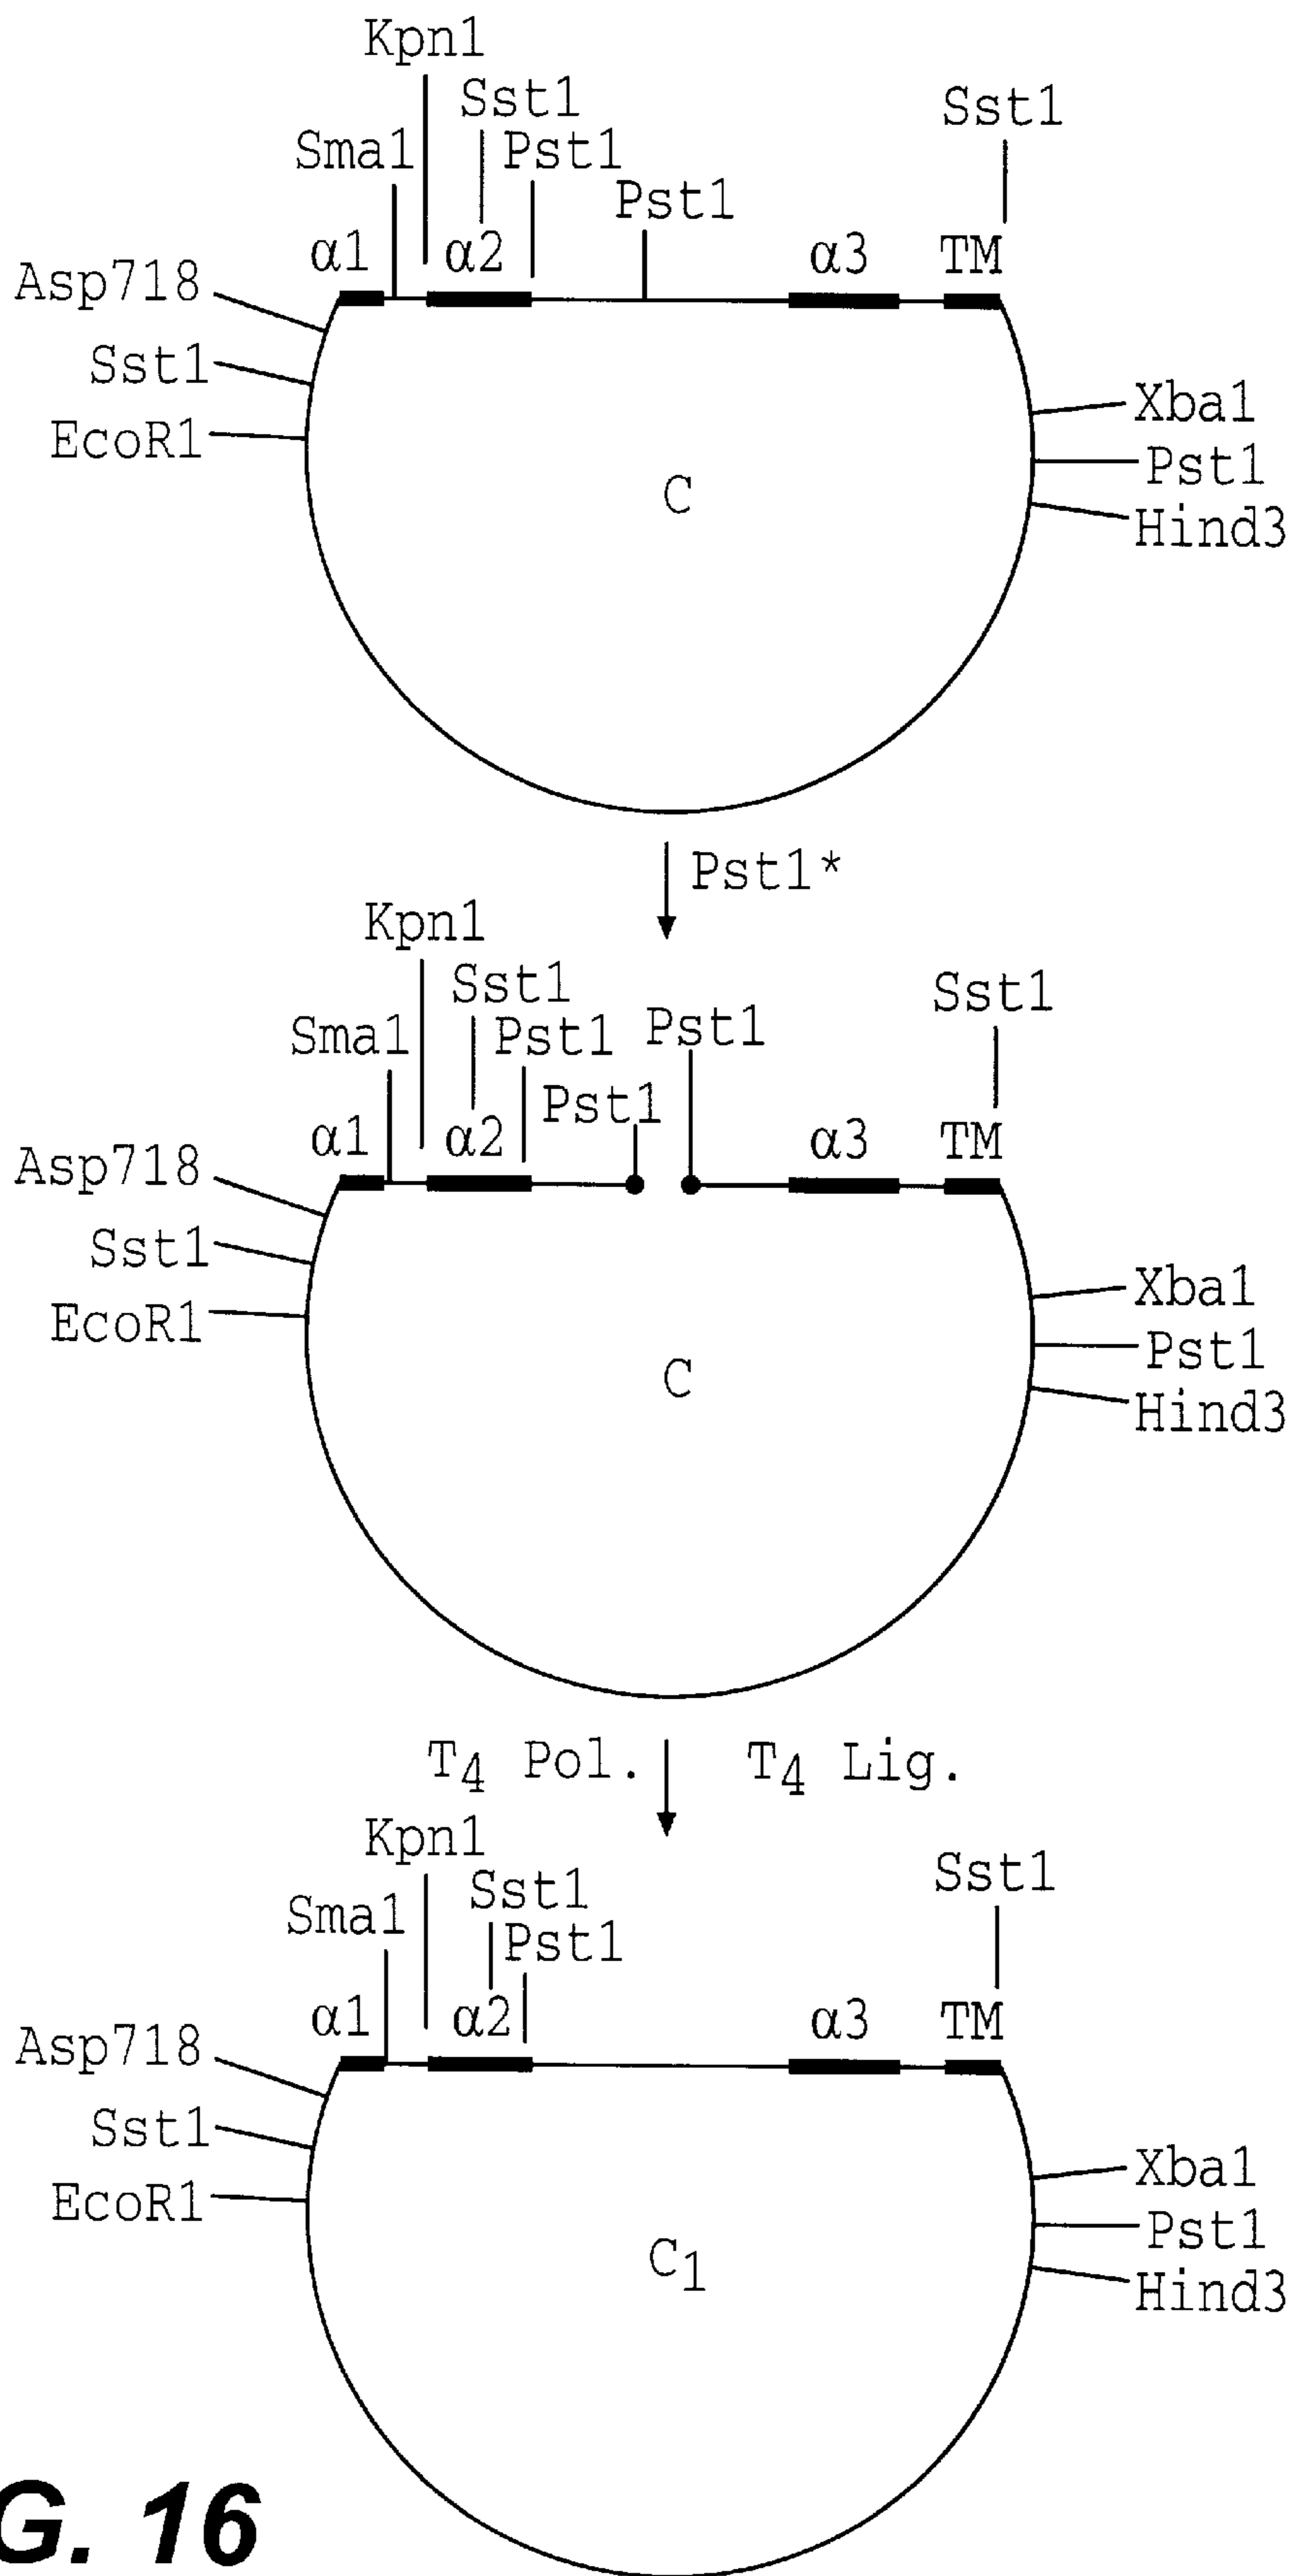 Kpn1
Sst1
Sst1
Sma1
Pst1
Pst1
α1
α2
α3
TM
Asp718
Sst1
EcoR1
Xba1
Pst1
Hind3
C
Pst1*
Kpn1
Sst1
Sst1
Sma1
Pst1
Pst1
Pst1
α1
α2
α3
TM
Asp718
Sst1
EcoR1
Xba1
Pst1
Hind3
C
T4 Pol.
T4 Lig.
Kpn1
Sst1
Sst1
Sma1
Pst1
α1
α2
α3
TM
Asp718
Sst1
EcoR1
Xba1
Pst1
Hind3
C1
G. 16